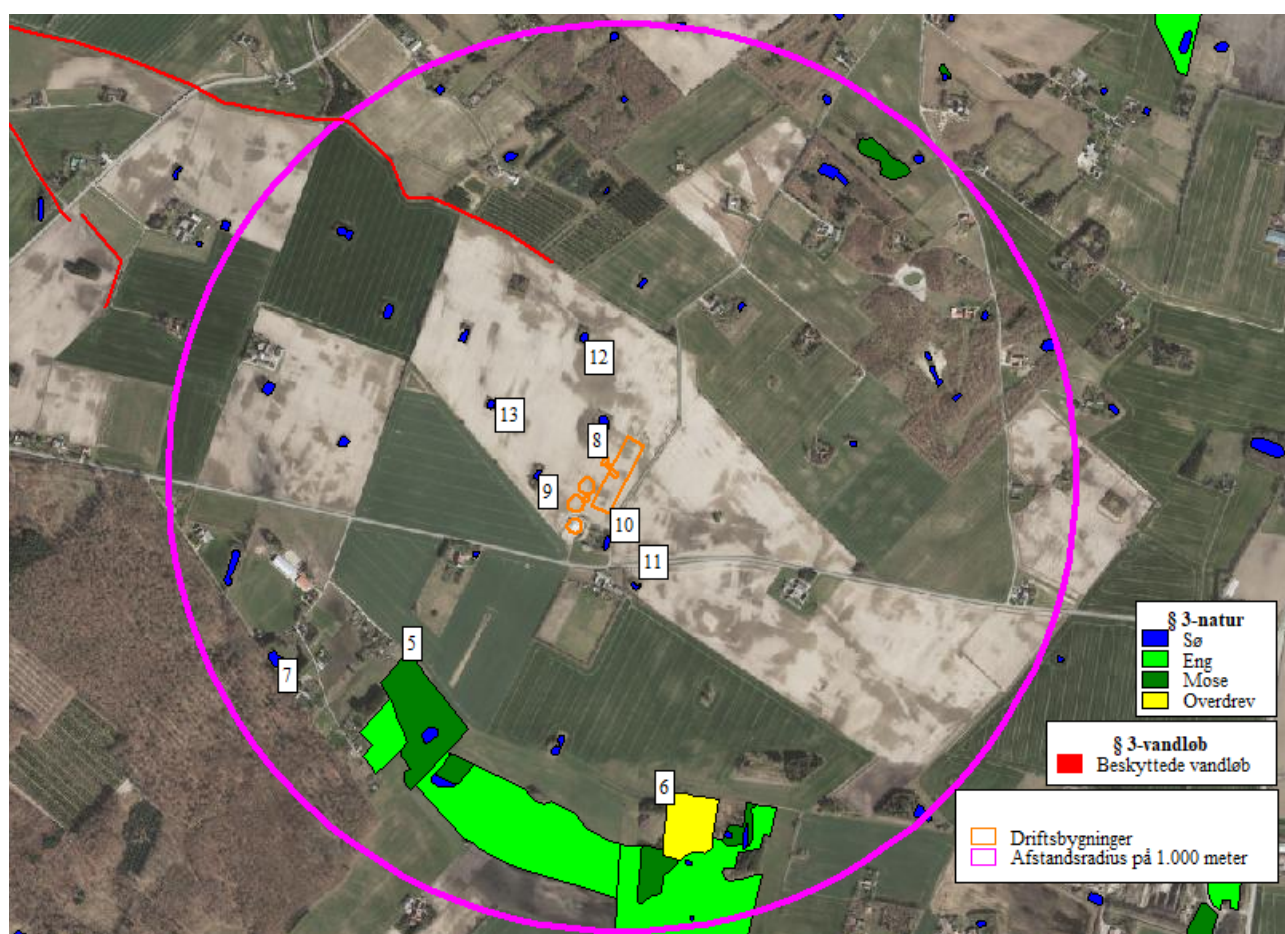 12
13
8
9
10
11
5
7
6
§ 3-natur
Sø
Eng
Mose
Overdrev
§ 3-vandløb
Beskyttede vandløb
Driftsbygninger
Afstandsradius på 1.000 meter